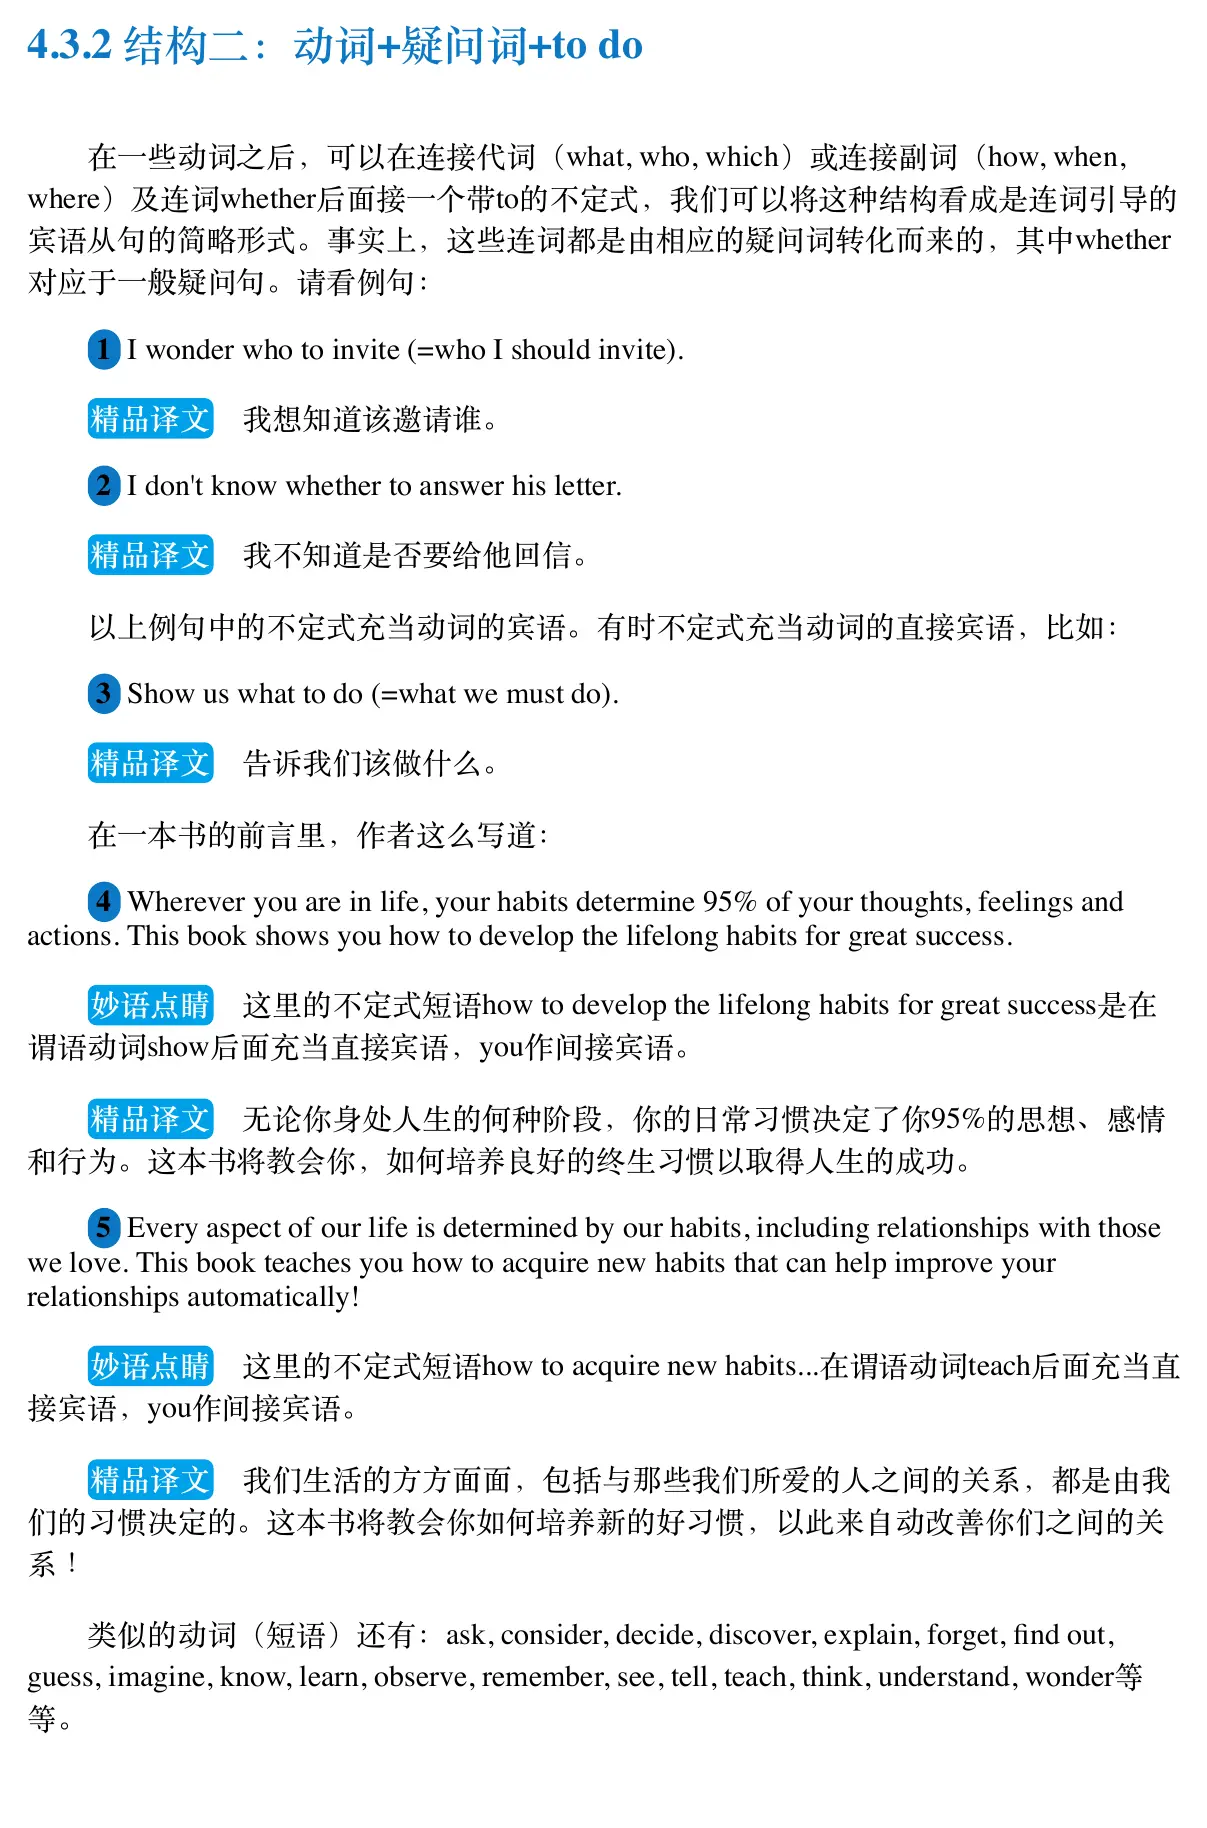 4.3.2 结构二：动词+疑问词+to do
在一些动词之后，可以在连接代词（what, who, which）或连接副词（how, when,
where）及连词whether后面接一个带to的不定式，我们可以将这种结构看成是连词引导的
宾语从句的简略形式。事实上，这些连词都是由相应的疑问词转化而来的，其中whether
对应于一般疑问句。请看例句：
1 I wonder who to invite (=who I should invite).
精品译文 我想知道该邀请谁。
2 I don't know whether to answer his letter.
精品译文 我不知道是否要给他回信。
以上例句中的不定式充当动词的宾语。有时不定式充当动词的直接宾语，比如：
3 Show us what to do (=what we must do).
精品译文 告诉我们该做什么。
在一本书的前言里，作者这么写道：
4 Wherever you are in life, your habits determine 95% of your thoughts, feelings and
actions. This book shows you how to develop the lifelong habits for great success.
妙语点睛 这里的不定式短语how to develop the lifelong habits for great success是在
谓语动词show后面充当直接宾语，you作间接宾语。
精品译文 无论你身处人生的何种阶段，你的日常习惯决定了你95%的思想、感情
和行为。这本书将教会你，如何培养良好的终生习惯以取得人生的成功。
5 Every aspect of our life is determined by our habits, including relationships with those
we love. This book teaches you how to acquire new habits that can help improve your
relationships automatically!
妙语点睛 这里的不定式短语how to acquire new habits...在谓语动词teach后面充当直
接宾语，you作间接宾语。
精品译文 我们生活的方方面面，包括与那些我们所爱的人之间的关系，都是由我
们的习惯决定的。这本书将教会你如何培养新的好习惯，以此来自动改善你们之间的关
系！
类似的动词（短语）还有：ask, consider, decide, discover, explain, forget, find out,
guess, imagine, know, learn, observe, remember, see, tell, teach, think, understand, wonder等
等。